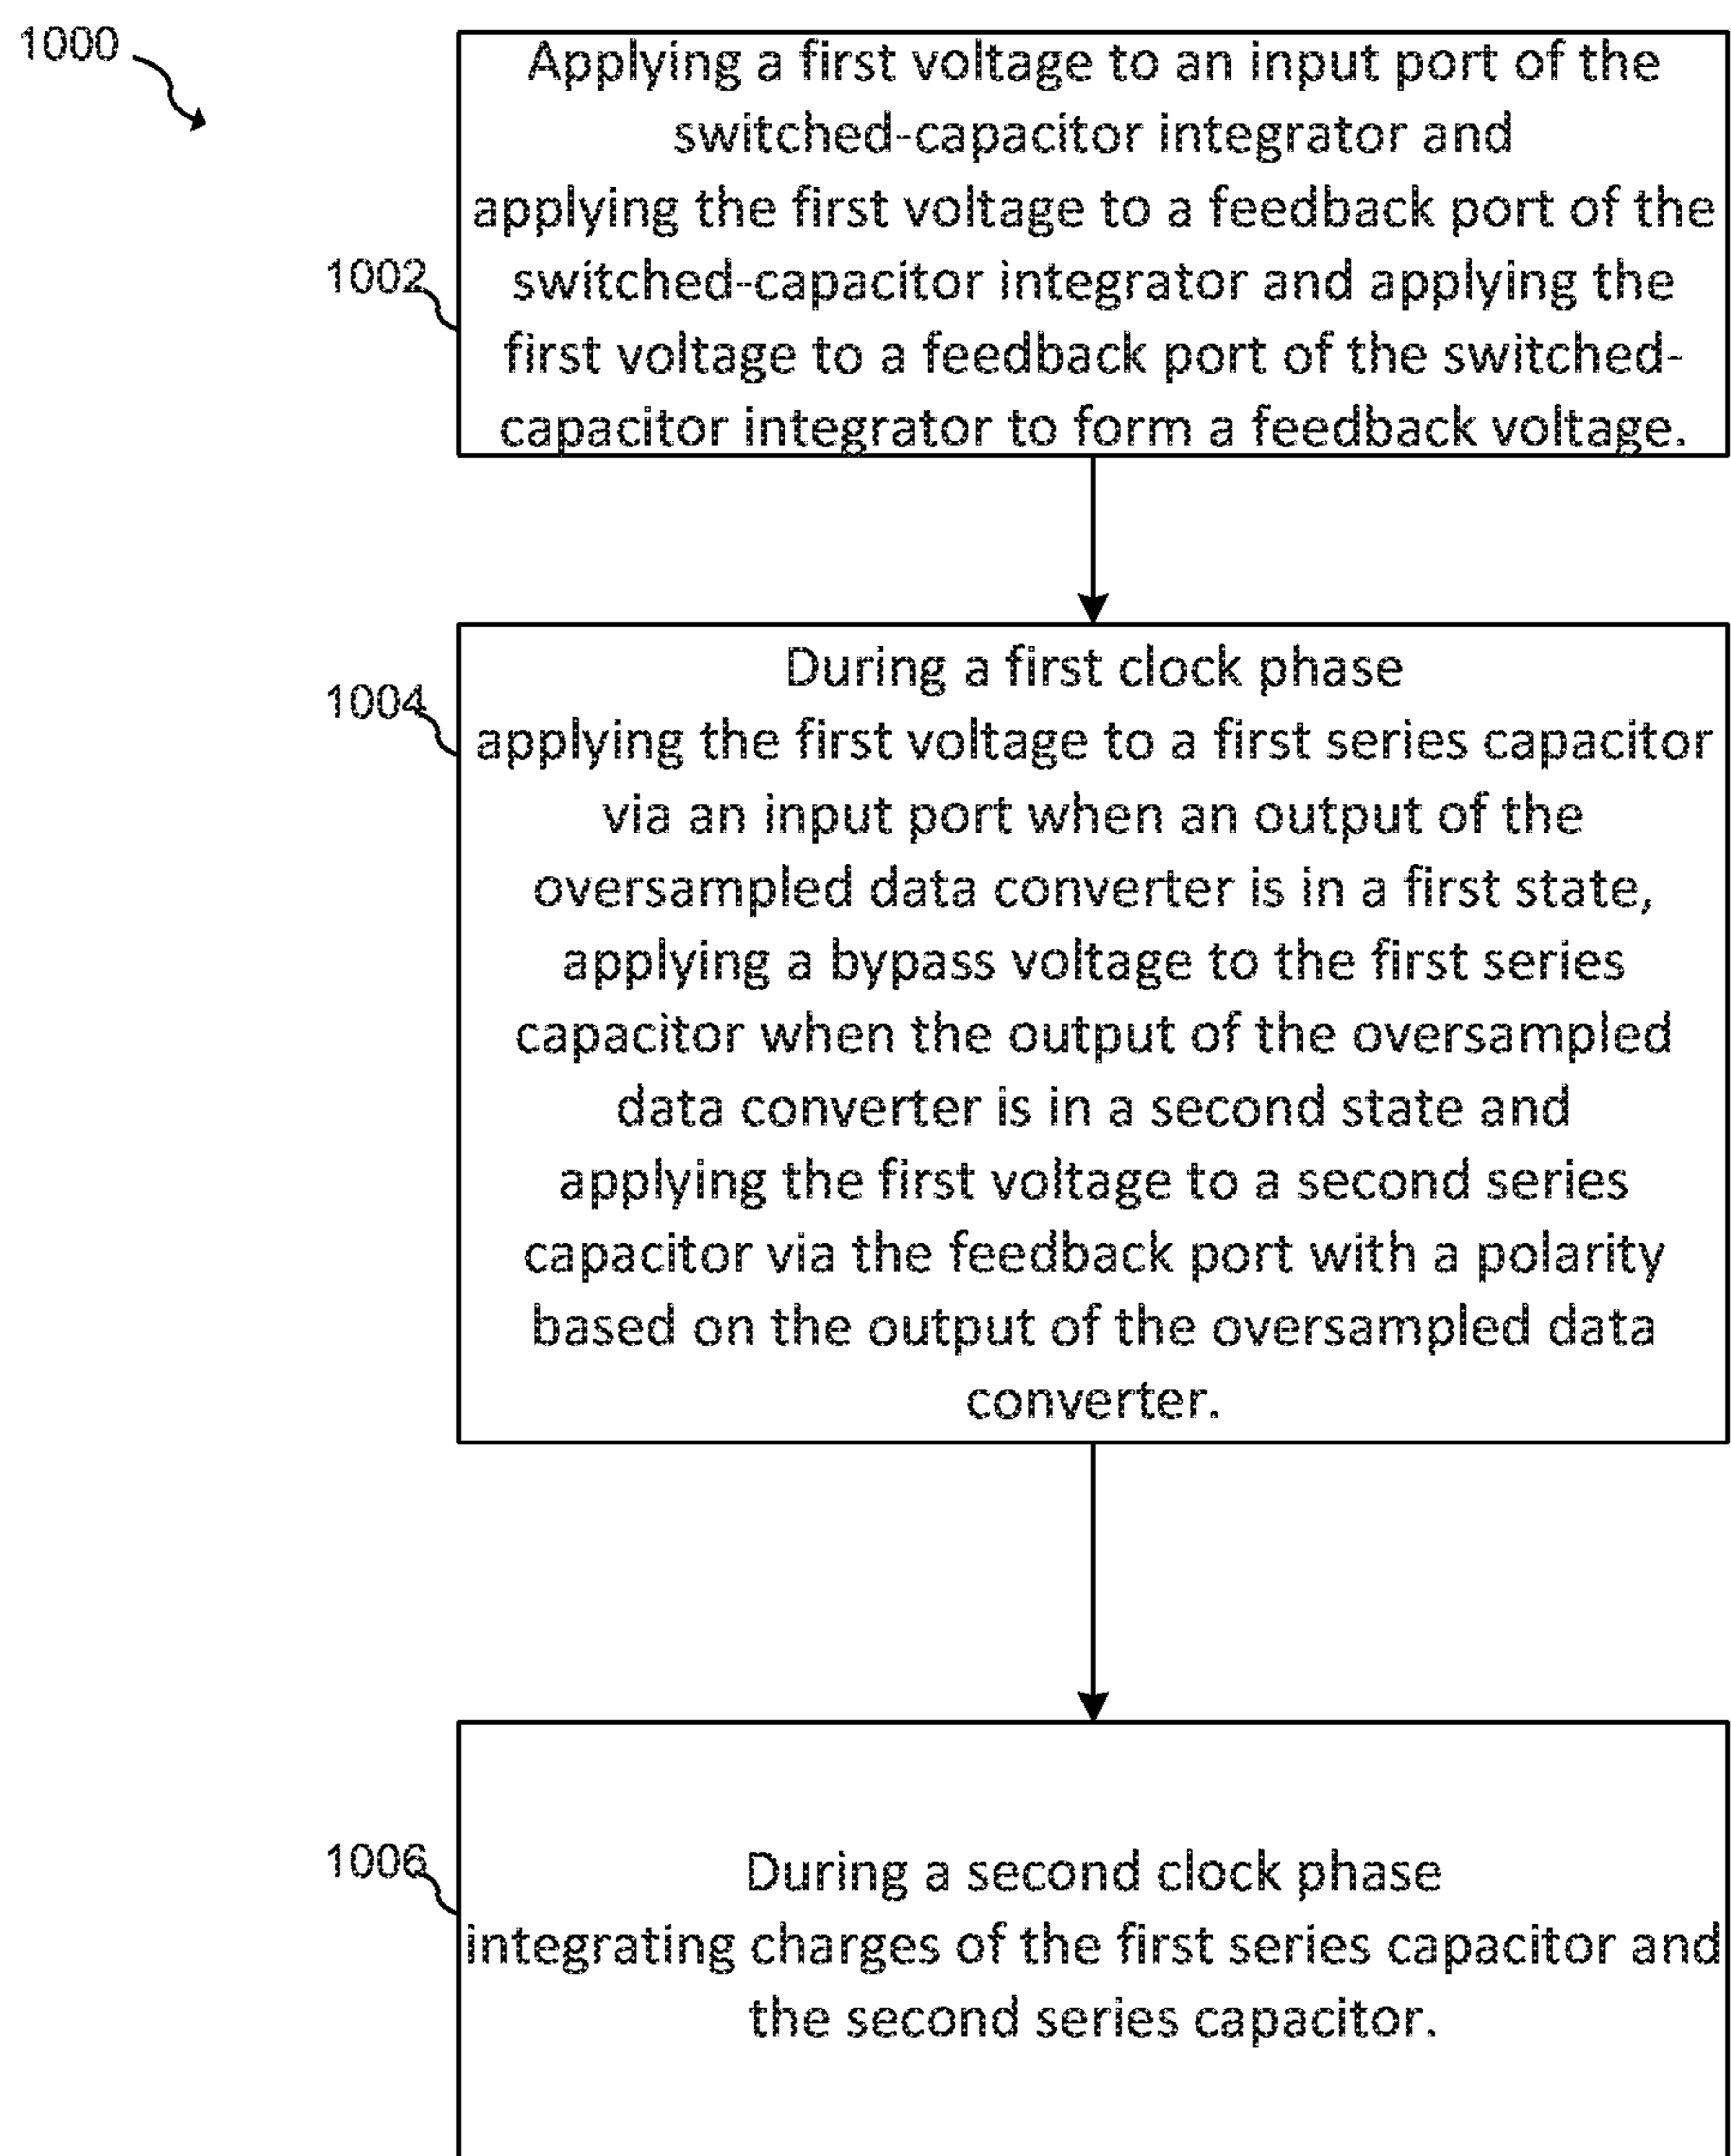 1000
Applying a first voltage to an input port of the
switched-capacitor integrator and
applying the first voltage to a feedback port of the
1002
switched-capacitor integrator and applying the
first voltage to a feedback port of the switched-
capacitor integrator to form a feedback voltage.
During a first clock phase
1004
applying the first voltage to a first series capacitor
via an input port when an output of the
oversampled data converter is in a first state,
applying a bypass voltage to the first series
capacitor when the output of the oversampled
data converter is in a second state and
applying the first voltage to a second series
capacitor via the feedback port with a polarity
based on the output of the oversampled data
converter.
1006
During a second clock phase
integrating charges of the first series capacitor and
the second series capacitor.